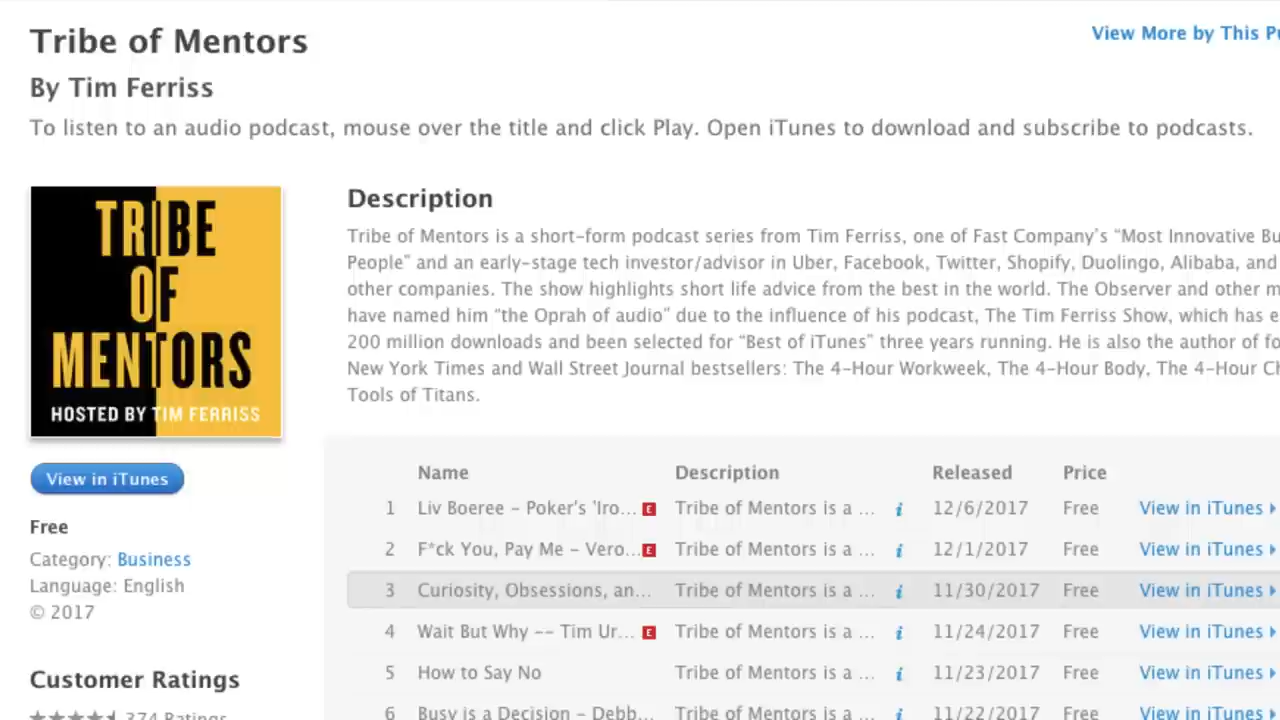 Tribe of Mentors
View More by This
By Tim Ferriss
To listen to an audio podcast, mouse over the title and click Play. Open iTunes to download and subscribe to podcasts.
TRIBE
OF
MENTORS
HOSTED BY TIM FERRISS
View in iTunes
Free
Category: Business
Language: English
© 2017
Customer Ratings
374 Ratings
Description
Tribe of Mentors is a short-form podcast series from Tim Ferriss, one of Fast Company's “Most Innovative
People” and an early-stage tech investor/advisor in Uber, Facebook, Twitter, Shopify, Duolingo, Alibaba, and
other companies. The show highlights short life advice from the best in the world. The Observer and other
have named him “the Oprah of audio” due to the influence of his podcast, The Tim Ferriss Show, which has
200 million downloads and been selected for “Best of iTunes” three years running. He is also the author of
New York Times and Wall Street Journal bestsellers: The 4-Hour Workweek, The 4-Hour Body, The 4-Hour
Tools of Titans.
Name Description Released Price
1 Liv Boeree - Poker's 'Iro... E Tribe of Mentors is a ... i 12/6/2017 Free View in iTunes
2 F*ck You, Pay Me - Vero... E Tribe of Mentors is a ... i 12/1/2017 Free View in iTunes
3 Curiosity, Obsessions, an... Tribe of Mentors is a ... i 11/30/2017 Free View in iTunes
4 Wait But Why -- Tim Ur... E Tribe of Mentors is a ... i 11/24/2017 Free View in iTunes
5 How to Say No Tribe of Mentors is a ... i 11/23/2017 Free View in iTunes
6 Busy is a Decision - Debb... Tribe of Mentors is a ... i 11/22/2017 Free View in iTunes